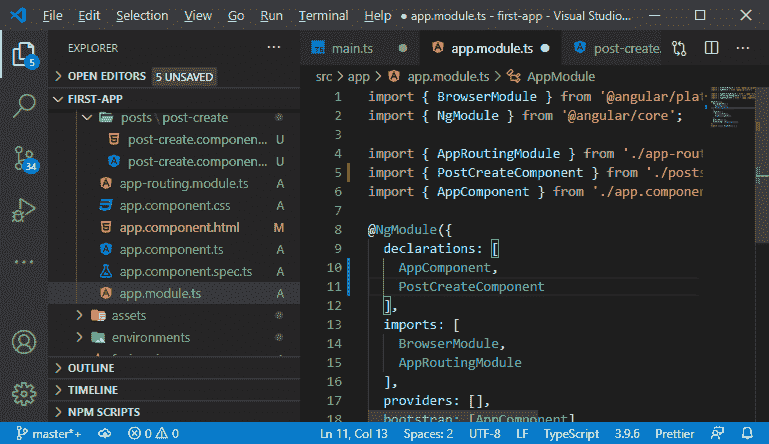 File Edit Selection View Go Run Terminal Help ● app.module.ts - first-app - Visual Studio...
EXPLORER ...
OPEN EDITORS 5 UNSAVED
FIRST-APP
posts \ post-create
post-create.componen... U
post-create.componen... U
app-routing.module.ts A
app.component.css A
app.component.html M
app.component.ts A
app.component.spec.ts A
app.module.ts A
assets
environments
OUTLINE
TIMELINE
NPM SCRIPTS
5
34
main.ts app.module.ts post-create. ...
src > app > app.module.ts > AppModule
1 import { BrowserModule } from '@angular/plat
2 import { NgModule } from '@angular/core';
3
4 import { AppRoutingModule } from './app-rout
5 import { PostCreateComponent } from './posts
6 import { AppComponent } from './app.componen
7
8 @NgModule({
9 declarations: [
10 AppComponent,
11 PostCreateComponent
12 ],
13 imports: [
14 BrowserModule,
15 AppRoutingModule
16 ],
17 providers: [],
18 bootstrap: [AppComponent]
master*+ 0 0 Ln 11, Col 13 Spaces: 2 UTF-8 LF TypeScript 3.9.6 Prettier